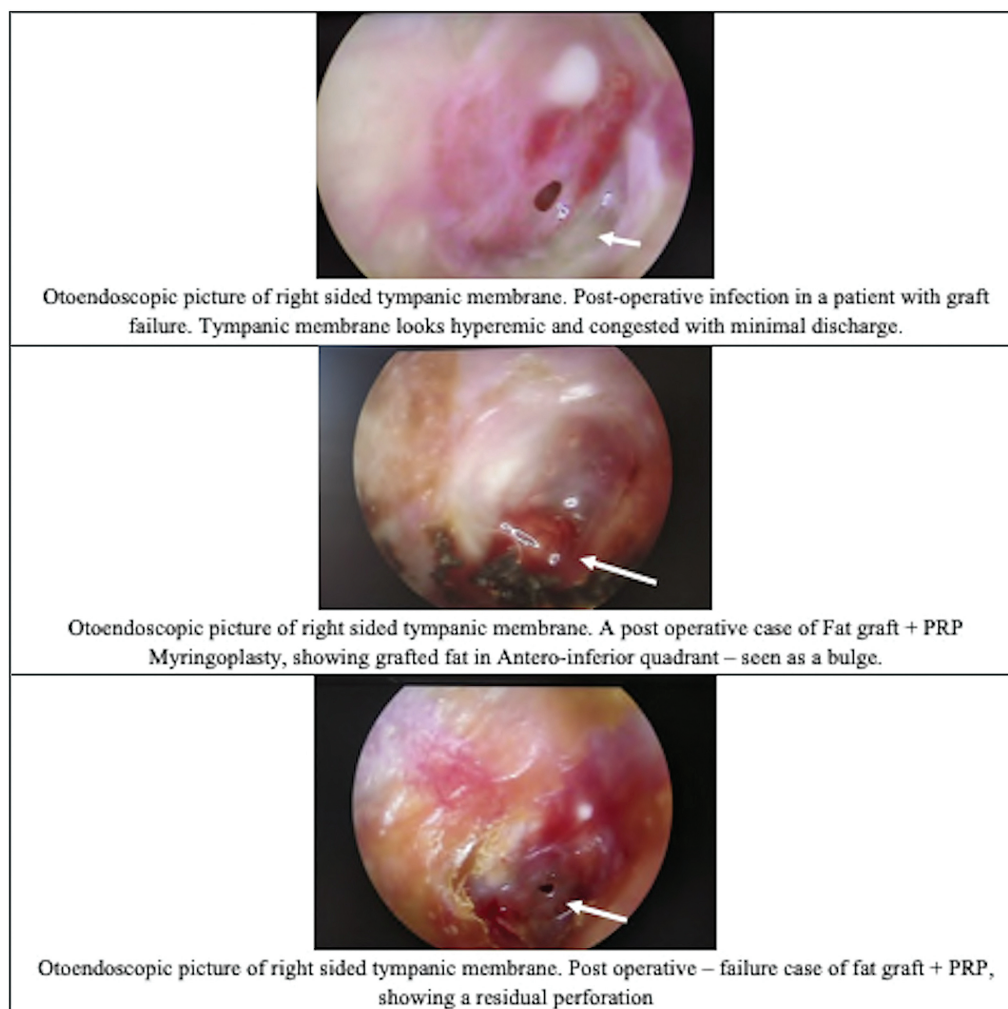 Otoendoscopic picture of right sided tympanic membrane. Post-operative infection in a patient with graft
failure. Tympanic membrane looks hyperemic and congested with minimal discharge.
Otoendoscopic picture of right sided tympanic membrane. A post operative case of Fat graft + PRP
Myringoplasty, showing grafted fat in Antero-inferior quadrant – seen as a bulge.
Otoendoscopic picture of right sided tympanic membrane. Post operative – failure case of fat graft + PRP,
showing a residual perforation